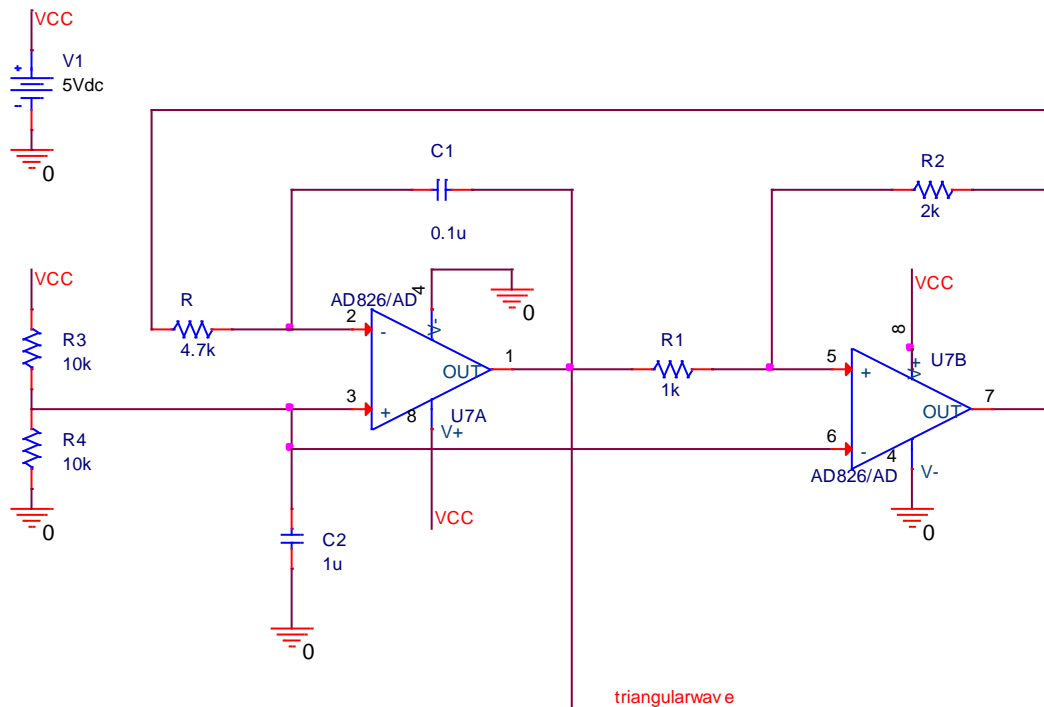 VCC
V1
5Vdc
0
C1
0.1u
R2
2k
VCC
R3
10k
R4
10k
0
R
4.7k
AD826/AD
2
-
3
+
4
V-
OUT
1
8
V+
U7A
VCC
0
R1
1k
VCC
8
V+
U7B
5
+
OUT
7
6
-
4
V-
AD826/AD
0
C2
1u
0
triangularwave